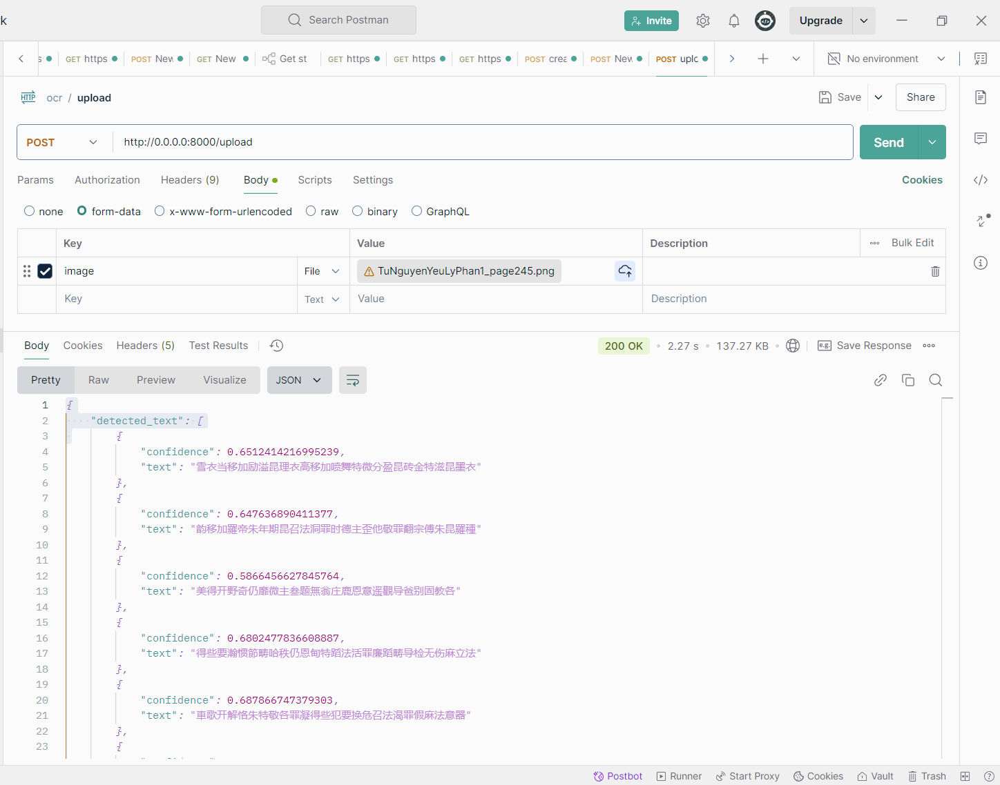 k
Search Postman
Invite
Upgrade
s
GET https
POST New
GET New
Get st
GET https
GET https
GET https
POST crea
POST New
POST uplo
No environment
HTTP ocr / upload
Save
Share
POST
http://0.0.0.0:8000/upload
Send
Params Authorization Headers (9) Body Scripts Settings
Cookies
none form-data x-www-form-urlencoded raw binary GraphQL
Key Value Description Bulk Edit
image File TuNguyenYeuLyPhan1_page245.png
Key Text Value Description
Body Cookies Headers (5) Test Results
200 OK 2.27 s 137.27 KB e.g. Save Response
Pretty Raw Preview Visualize JSON
1 {
2 "detected_text": [
3 {
4 "confidence": 0.6512414216995239,
5 "text": "雪衣当移加励溢昆理衣高移加喷舞特微分盈昆砖金特滋昆墨衣"
6 },
7 {
8 "confidence": 0.647636890411377,
9 "text": "韵移加羅帝朱年期昆召法洞罪时德主歪他敬罪翻宗傅朱昆羅種"
10 },
11 {
12 "confidence": 0.5866456627845764,
13 "text": "美得开野奇仍靡微主叁题無翁庄鹿恩意遥觀导爸别固教各"
14 },
15 {
16 "confidence": 0.6802477836608887,
17 "text": "得些要瀚惯節畴哈秩仍恩甸特蹈法活罪廉蹈畴导检无伤麻立法"
18 },
19 {
20 "confidence": 0.687866747379303,
21 "text": "車歌开解恪朱特敬各罪凝得些犯要换危召法渴罪假麻法意器"
22 },
23 {
Postbot Runner Start Proxy Cookies Vault Trash